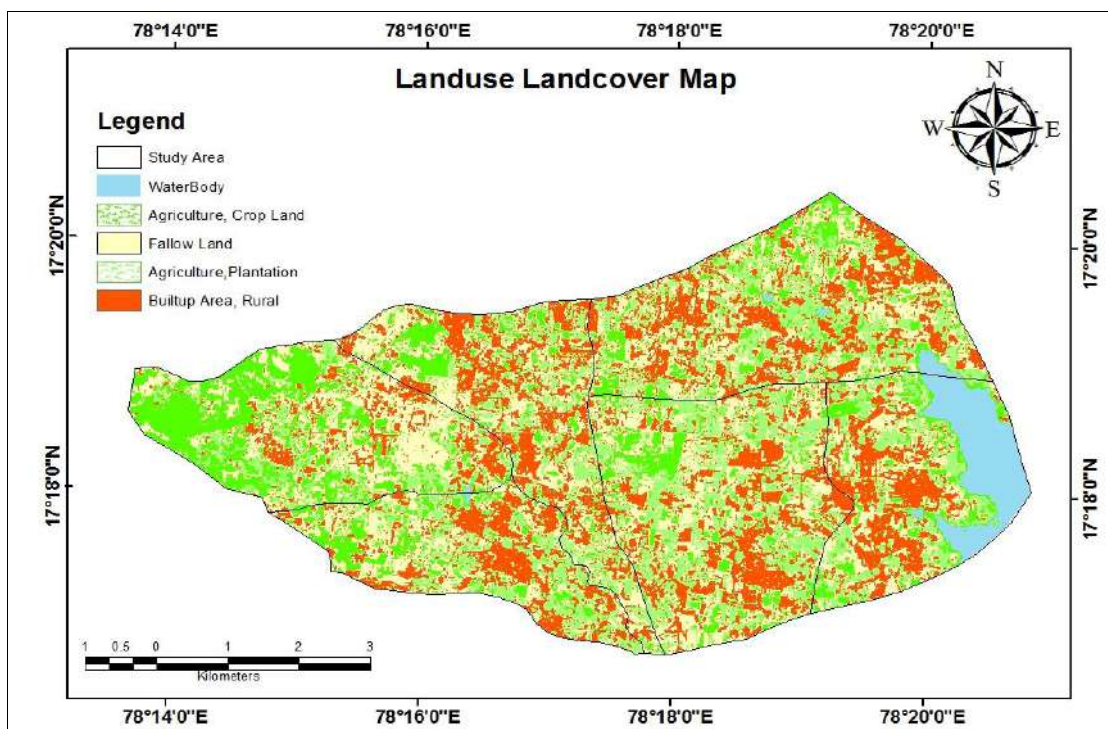 78°14'0"E 78°16'0"E 78°18'0"E 78°20'0"E
Landuse Landcover Map
N
W E
S
Legend
Study Area
WaterBody
Agriculture, Crop Land
Fallow Land
Agriculture,Plantation
Builtup Area, Rural
17°20'0"N
17°20'0"N
17°18'0"N
17°18'0"N
1 0.5 0 1 2 3
Kilometers
78°14'0"E 78°16'0"E 78°18'0"E 78°20'0"E